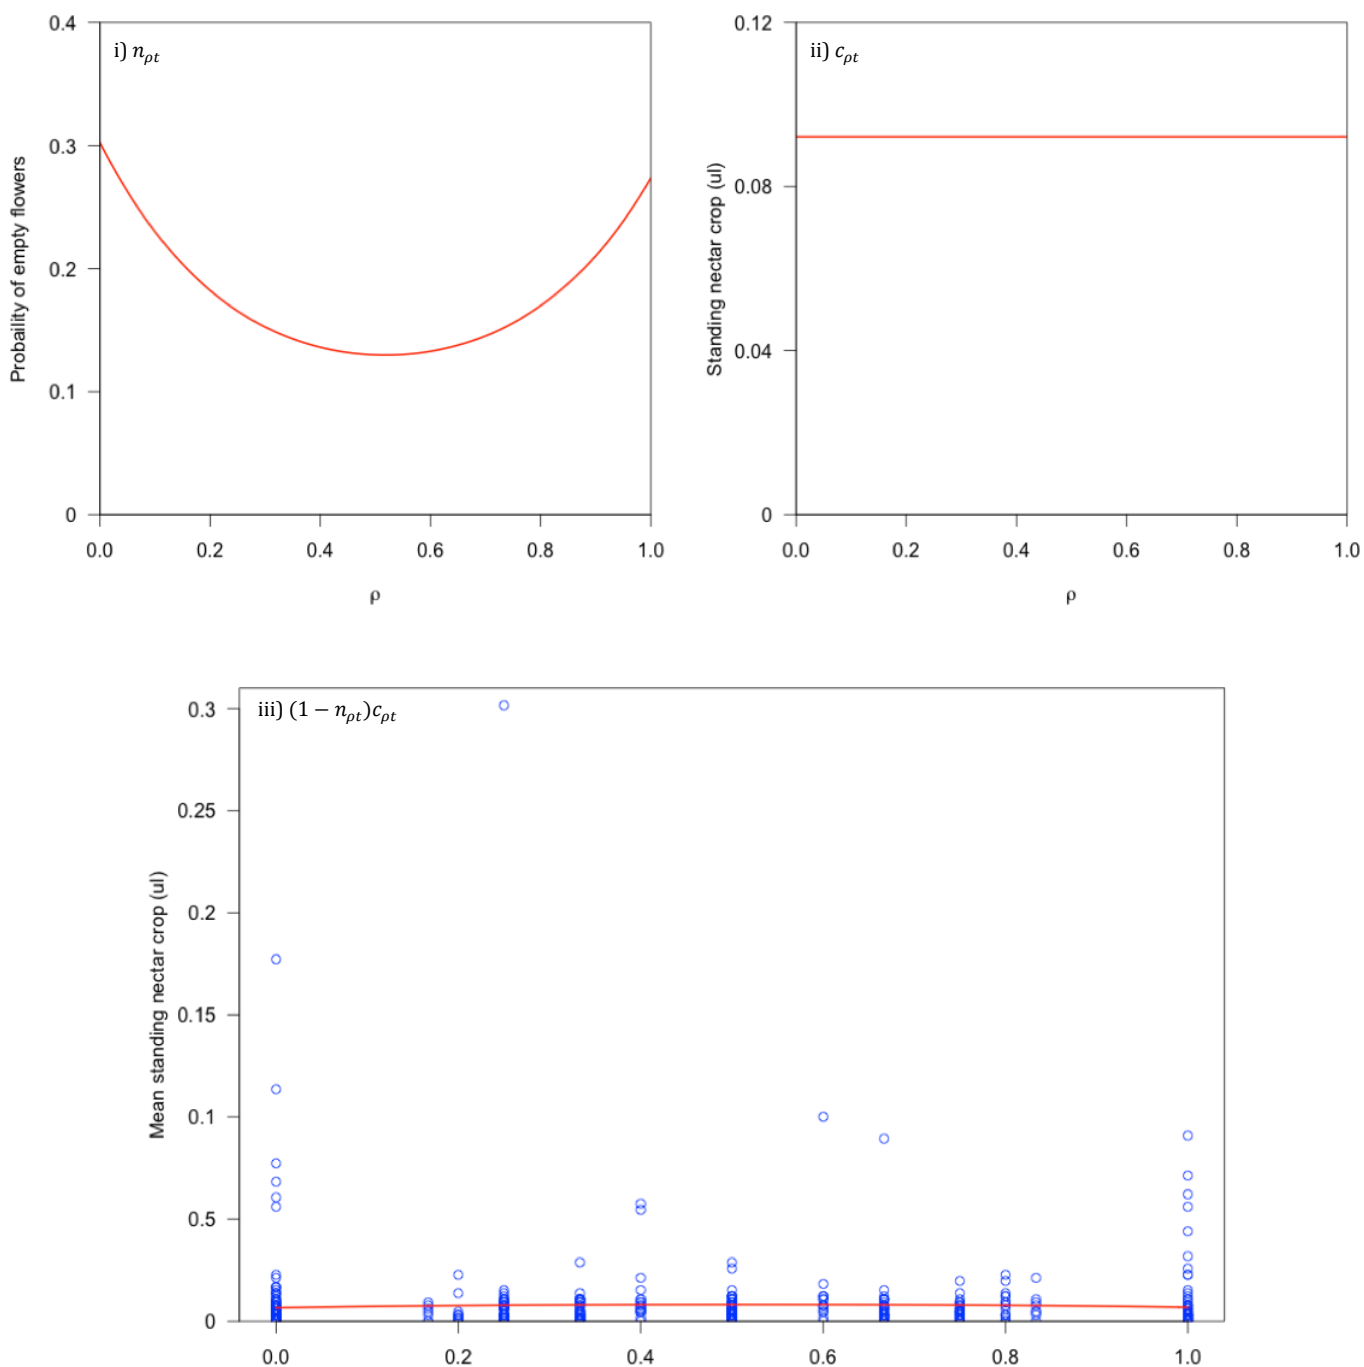 i) nρt
Probaility of empty flowers
0.4
0.3
0.2
0.1
0
0.0 0.2 0.4 0.6 0.8 1.0
ρ
ii) cρt
Standing nectar crop (ul)
0.12
0.08
0.04
0
0.0 0.2 0.4 0.6 0.8 1.0
ρ
iii) (1 − nρt)cρt
Mean standing nectar crop (ul)
0.3
0.25
0.2
0.15
0.1
0.5
0
0.0 0.2 0.4 0.6 0.8 1.0